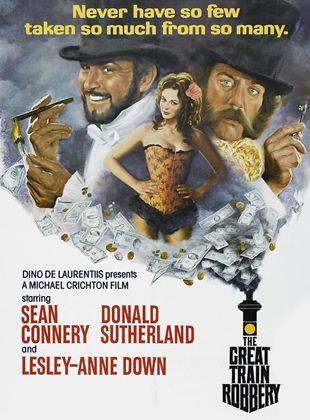 Never have so few
taken so much from so many.
DINO DE LAURENTIIS presents
A MICHAEL CRICHTON FILM
starring
SEAN CONNERY
DONALD SUTHERLAND
and
LESLEY-ANNE DOWN
THE
GREAT
TRAIN
ROBBERY